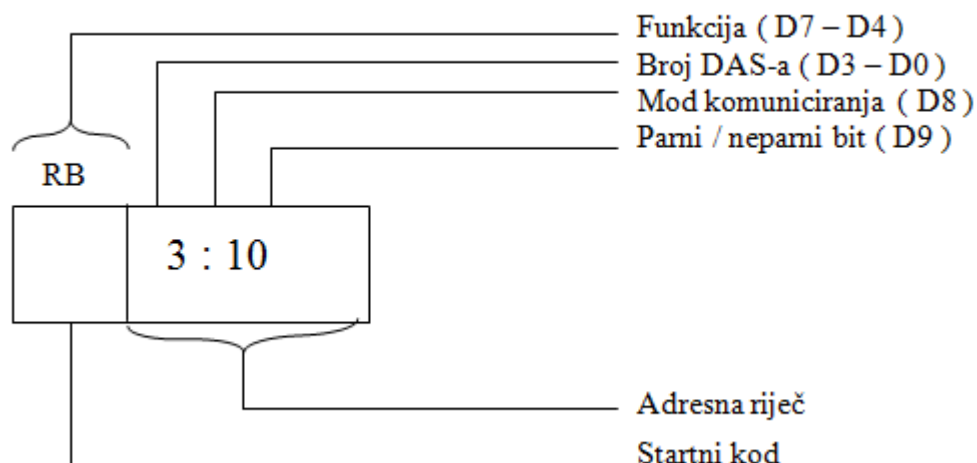 Funkcija ( D7 – D4 )
Broj DAS-a ( D3 – D0 )
Mod komuniciranja ( D8 )
Parni / neparni bit ( D9 )
RB
3 : 10
Adresna riječ
Startni kod